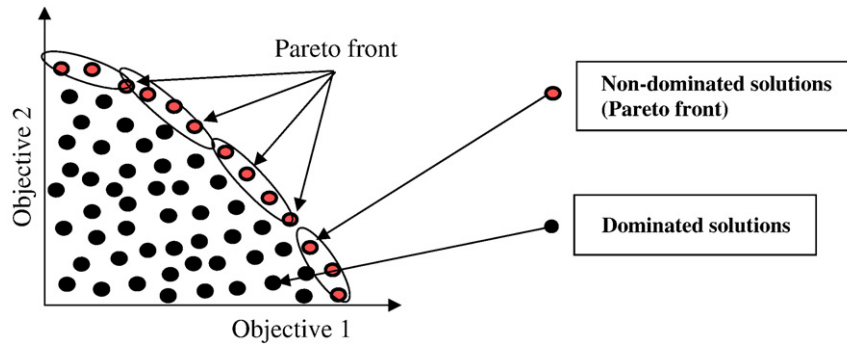 Pareto front
Non-dominated solutions
(Pareto front)
Objective 2
Dominated solutions
Objective 1